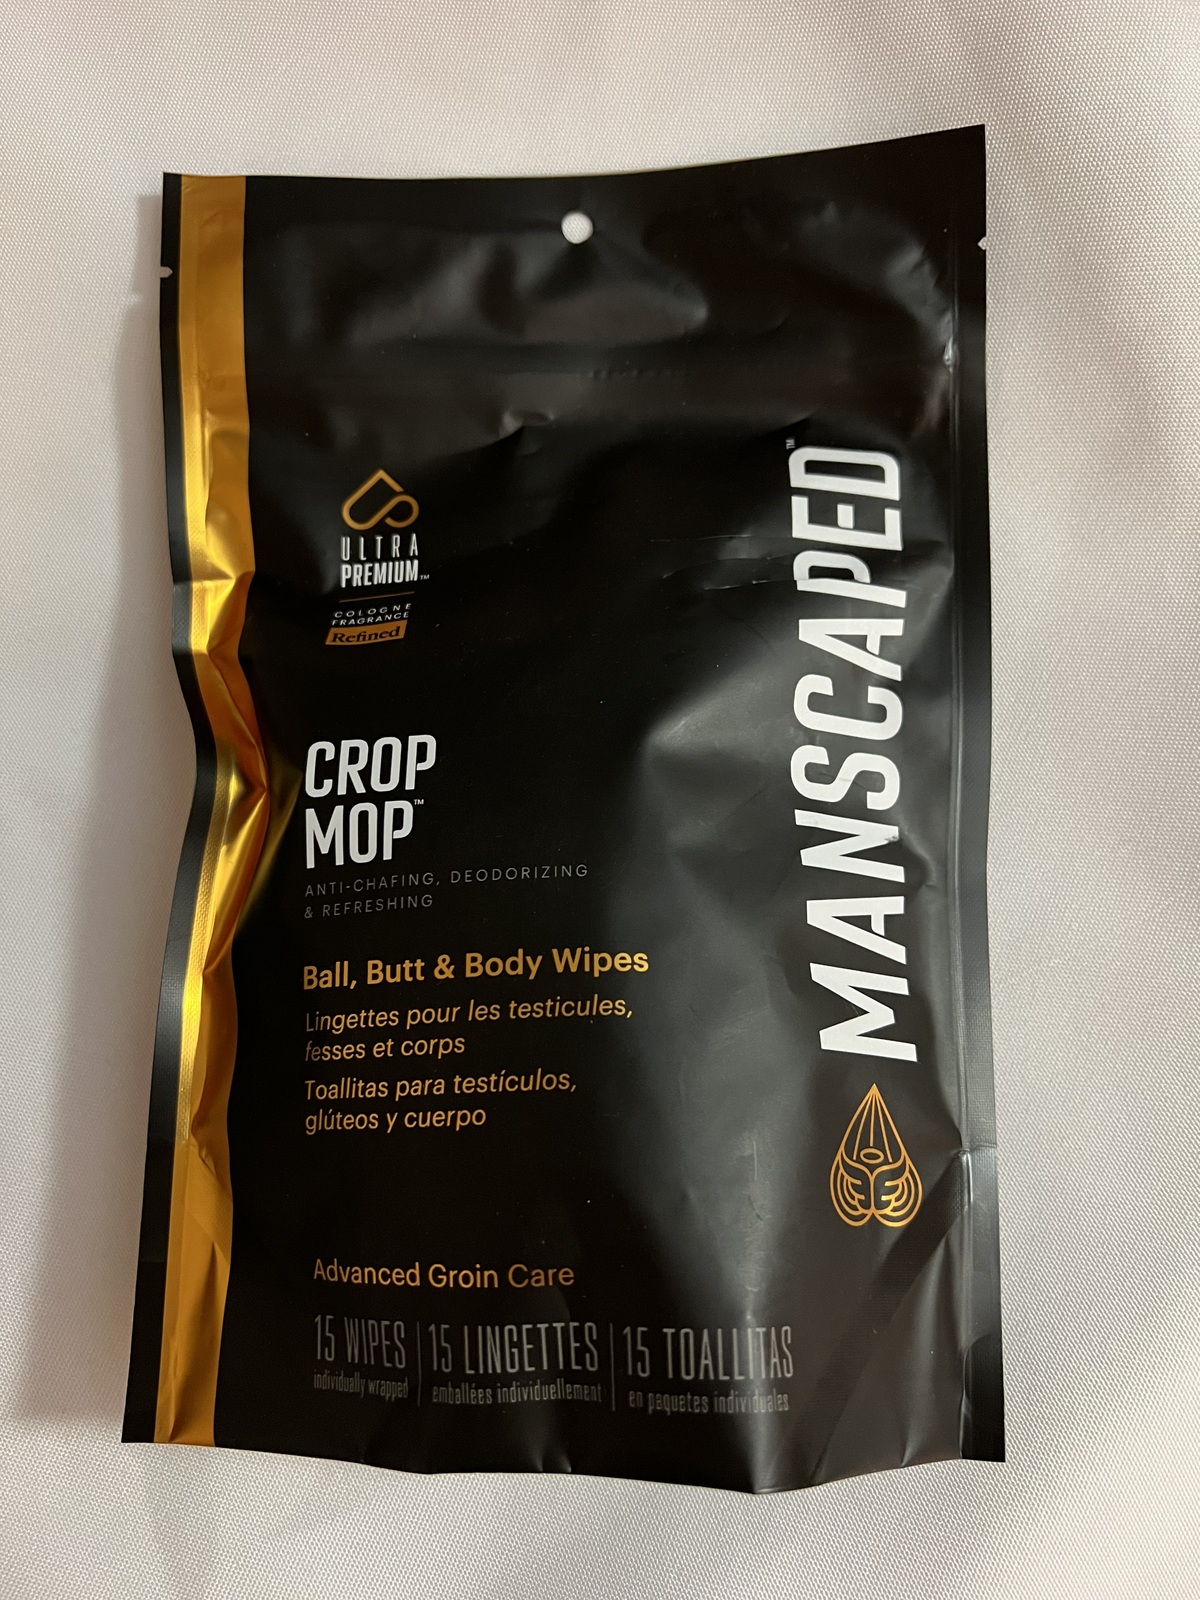 ULTRA
PREMIUM™
COLOGNE
FRAGRANCE
Refined
CROP
MOP™
ANTI-CHAFING, DEODORIZING
& REFRESHING
Ball, Butt & Body Wipes
Lingettes pour les testicules,
fesses et corps
Toallitas para testículos,
glúteos y cuerpo
Advanced Groin Care
15 WIPES | 15 LINGETTES | 15 TOALLITAS
individually wrapped | emballées individuellement | en paquetes individuales
MANSCAPED™